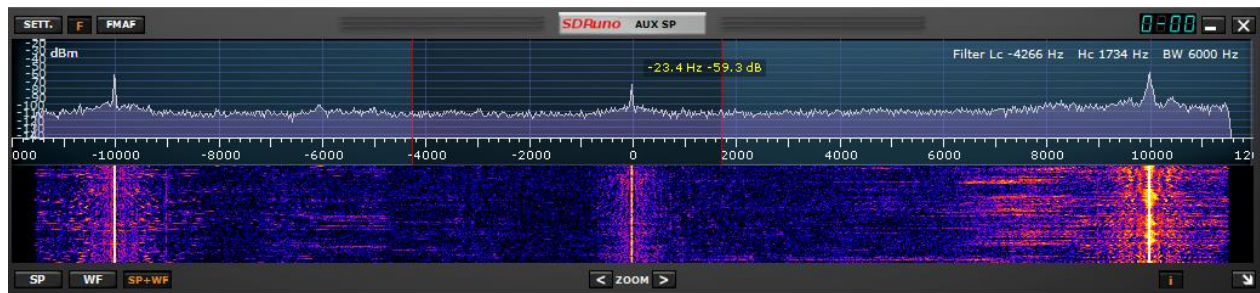 SETT. F FMAF SDRuno AUX SP 0-00 X
dBm
-23.4 Hz -59.3 dB
Filter Lc -4266 Hz Hc 1734 Hz BW 6000 Hz
000 -10000 -8000 -6000 -4000 -2000 0 2000 4000 6000 8000 10000 12
SP WF SP+WF < ZOOM > i